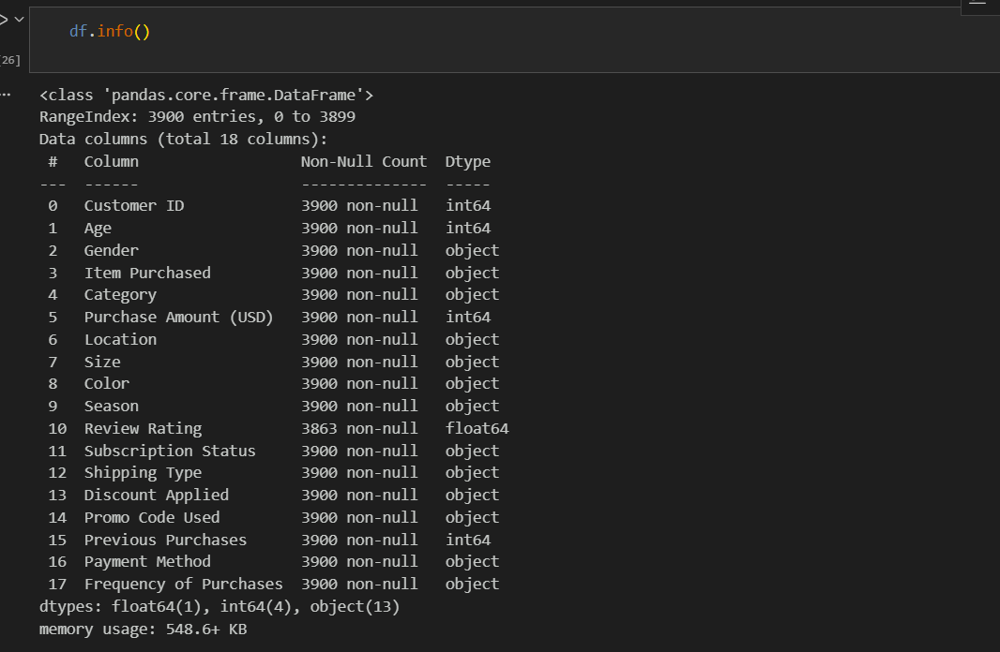 df.info()
[26]
...
<class 'pandas.core.frame.DataFrame'>
RangeIndex: 3900 entries, 0 to 3899
Data columns (total 18 columns):
 #   Column                  Non-Null Count  Dtype
---  ------                  --------------  -----
 0   Customer ID             3900 non-null   int64
 1   Age                     3900 non-null   int64
 2   Gender                  3900 non-null   object
 3   Item Purchased          3900 non-null   object
 4   Category                3900 non-null   object
 5   Purchase Amount (USD)   3900 non-null   int64
 6   Location                3900 non-null   object
 7   Size                    3900 non-null   object
 8   Color                   3900 non-null   object
 9   Season                  3900 non-null   object
 10  Review Rating           3863 non-null   float64
 11  Subscription Status     3900 non-null   object
 12  Shipping Type           3900 non-null   object
 13  Discount Applied        3900 non-null   object
 14  Promo Code Used         3900 non-null   object
 15  Previous Purchases      3900 non-null   int64
 16  Payment Method          3900 non-null   object
 17  Frequency of Purchases  3900 non-null   object
dtypes: float64(1), int64(4), object(13)
memory usage: 548.6+ KB